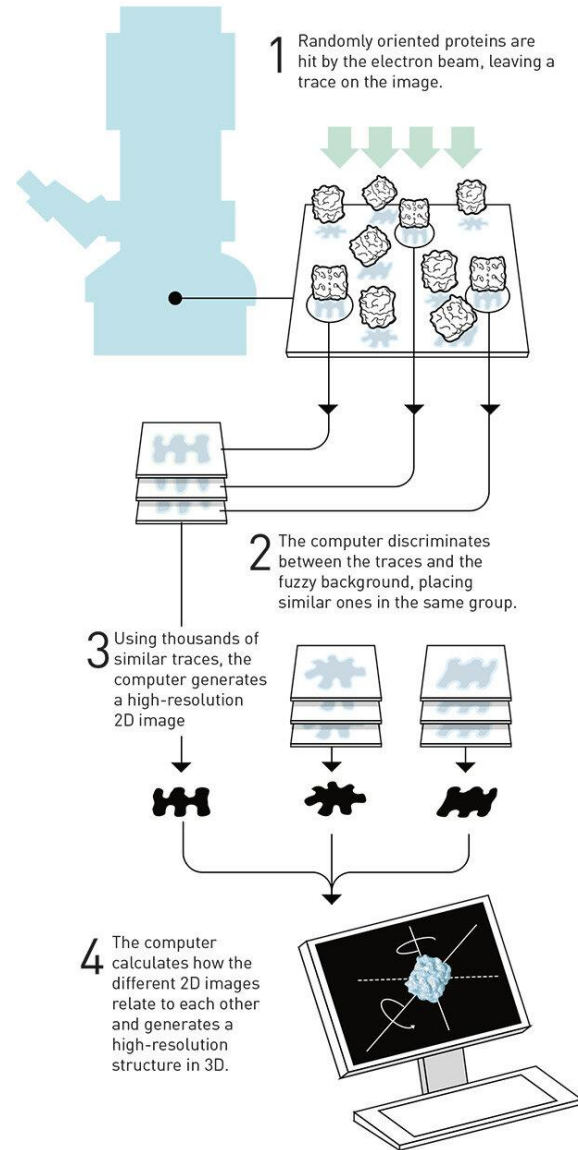 1 Randomly oriented proteins are
hit by the electron beam, leaving a
trace on the image.
2 The computer discriminates
between the traces and the
fuzzy background, placing
similar ones in the same group.
3 Using thousands of
similar traces, the
computer generates
a high-resolution
2D image
4 The computer
calculates how the
different 2D images
relate to each other
and generates a
high-resolution
structure in 3D.